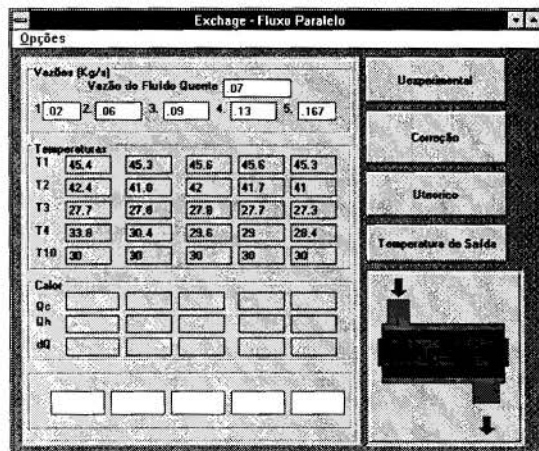 Exchage - Fluxo Paralelo
Opções
Vazões (Kg/s)
Vazão do Fluído Quente .07
1. .02 2. .06 3. .09 4. .13 5. .167
Temperaturas
T1 45.4 45.3 45.6 45.6 45.3
T2 42.4 41.8 42 41.7 41
T3 27.7 27.8 27.8 27.7 27.3
T4 33.8 30.4 29.6 29 28.4
T10 30 30 30 30 30
Calor
Qc
Qh
dQ
Uexperimental
Correção
Uteorico
Temperatura de Saída